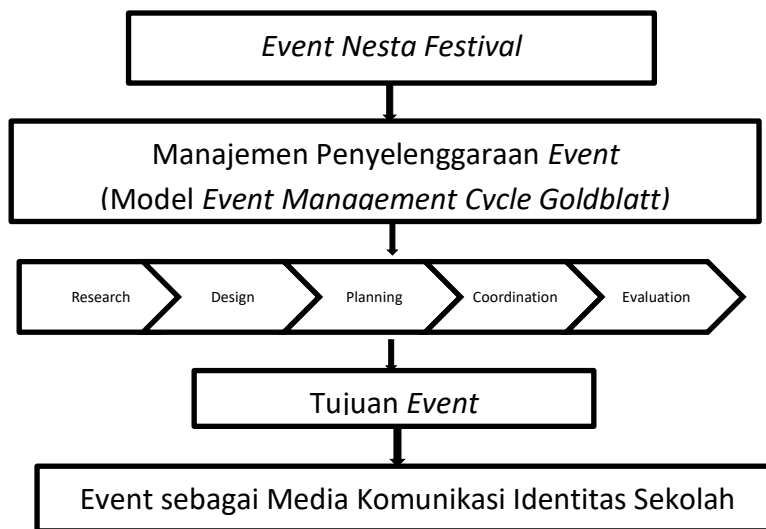 Event Nesta Festival
Manajemen Penyelenggaraan Event
(Model Event Management Cycle Goldblatt)
Research
Design
Planning
Coordination
Evaluation
Tujuan Event
Event sebagai Media Komunikasi Identitas Sekolah